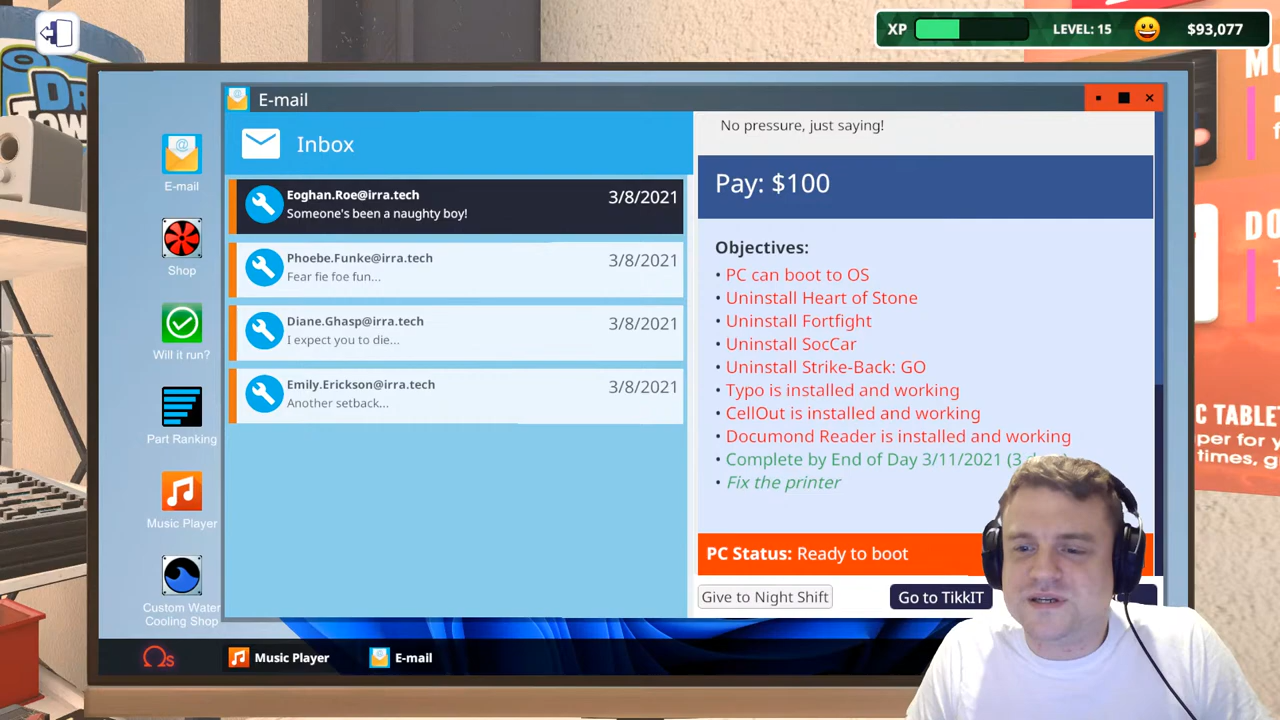 XP
LEVEL: 15
$93,077
E-mail
No pressure, just saying!
Inbox
Pay: $100
Eoghan.Roe@irra.tech
3/8/2021
Someone's been a naughty boy!
E-mail
Objectives:
Phoebe.Funke@irra.tech
3/8/2021
Fear fie foe fun...
• PC can boot to OS
Shop
• Uninstall Heart of Stone
Diane.Ghasp@irra.tech
3/8/2021
• Uninstall Fortfight
I expect you to die...
• Uninstall SocCar
Will it run?
• Uninstall Strike-Back: GO
Emily.Erickson@irra.tech
3/8/2021
• Typo is installed and working
Another setback...
• CellOut is installed and working
Part Ranking
• Documond Reader is installed and working
• Complete by End of Day 3/11/2021 (3
• Fix the printer
Music Player
PC Status: Ready to boot
Give to Night Shift
Go to TikkIT
Custom Water
Cooling Shop
Os
Music Player
E-mail
C TABLET
per for y
times, g